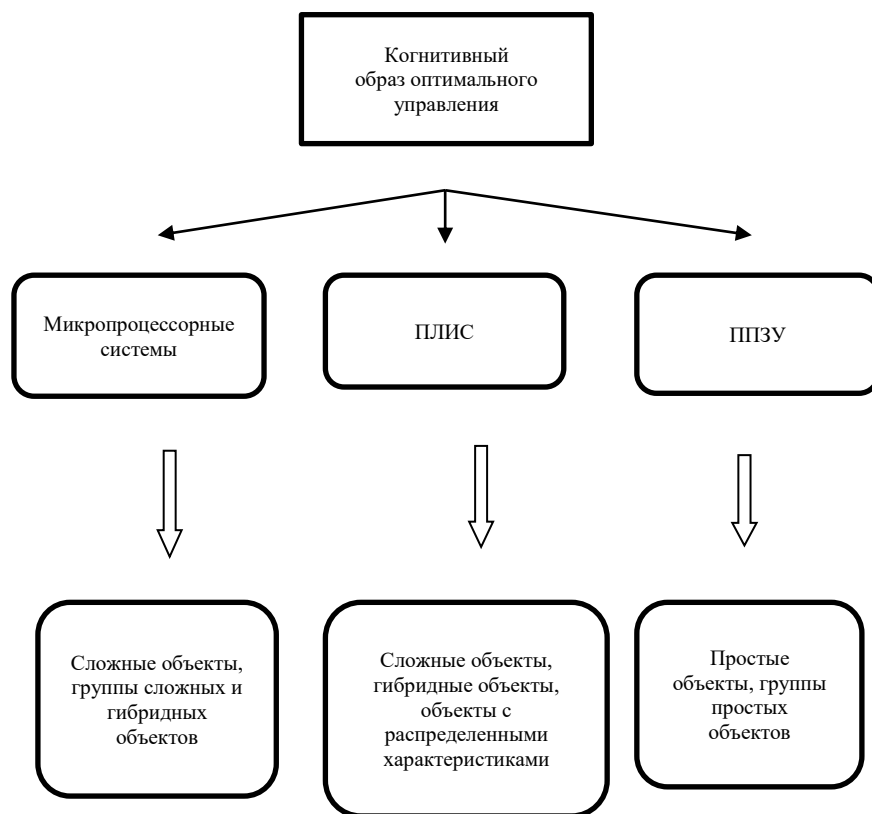 Когнитивный
образ оптимального
управления
Микропроцессорные
системы
ПЛИС
ППЗУ
Сложные объекты,
группы сложных и
гибридных
объектов
Сложные объекты,
гибридные объекты,
объекты с
распределенными
характеристиками
Простые
объекты, группы
простых
объектов